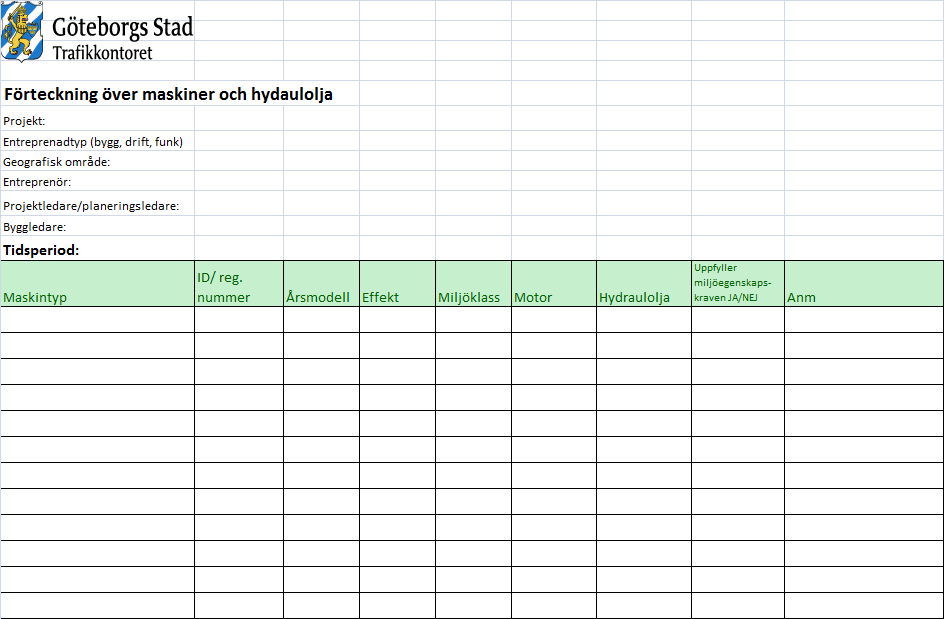 Göteborgs Stad
Trafikkontoret
Förteckning över maskiner och hydaulolja
Projekt:
Entreprenadtyp (bygg, drift, funk)
Geografisk område:
Entreprenör:
Projektledare/planeringsledare:
Byggledare:
Tidsperiod:
Maskintyp
ID/ reg.
nummer
Årsmodell
Effekt
Miljöklass
Motor
Hydraulolja
Uppfyller
miljöegenskaps-
kraven JA/NEJ
Anm